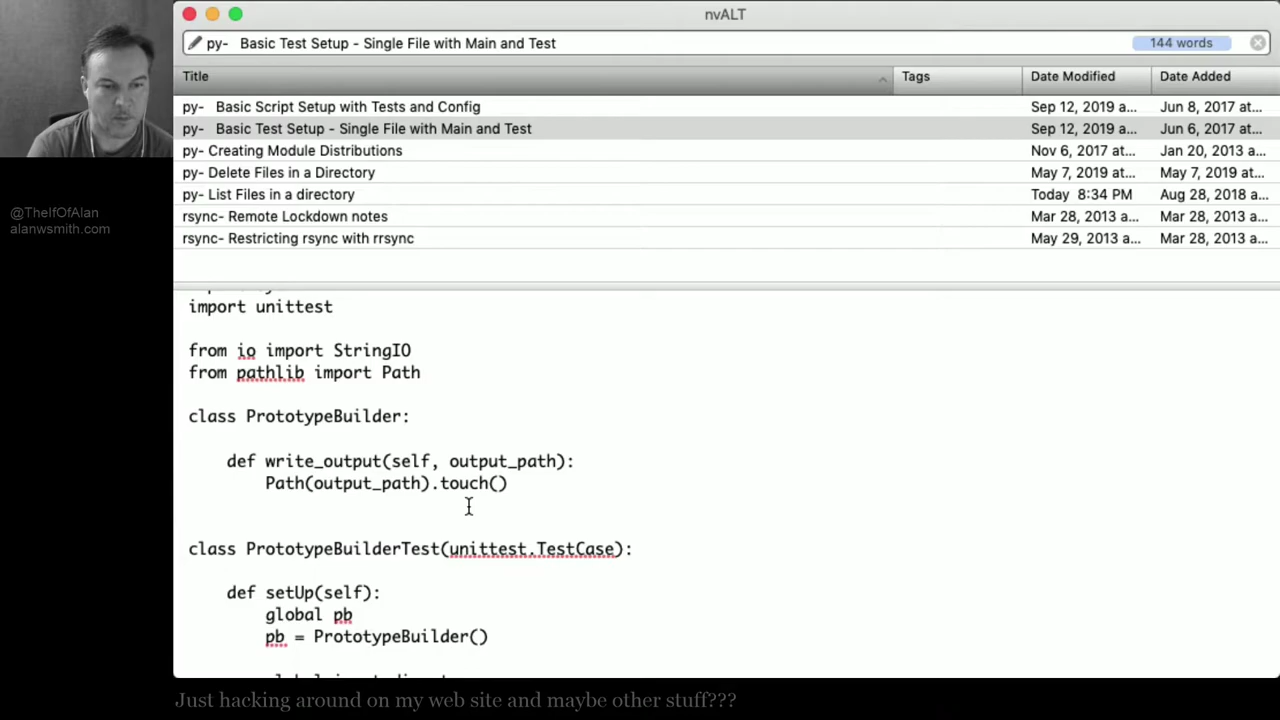 nvALT
py-  Basic Test Setup - Single File with Main and Test
144 words
Title Tags Date Modified Date Added
py-  Basic Script Setup with Tests and Config Sep 12, 2019 a... Jun 8, 2017 at...
py-  Basic Test Setup - Single File with Main and Test Sep 12, 2019 a... Jun 6, 2017 at...
py- Creating Module Distributions Nov 6, 2017 at... Jan 20, 2013 a...
py- Delete Files in a Directory May 7, 2019 at... May 7, 2019 at...
py- List Files in a directory Today 8:34 PM Aug 28, 2018 a...
rsync- Remote Lockdown notes Mar 28, 2013 a... Mar 28, 2013 a...
rsync- Restricting rsync with rrsync May 29, 2013 a... Mar 28, 2013 a...
@TheIfOfAlan
alanwsmith.com
import unittest
from io import StringIO
from pathlib import Path
class PrototypeBuilder:
def write_output(self, output_path):
Path(output_path).touch()
class PrototypeBuilderTest(unittest.TestCase):
def setUp(self):
global pb
pb = PrototypeBuilder()
Just hacking around on my web site and maybe other stuff???